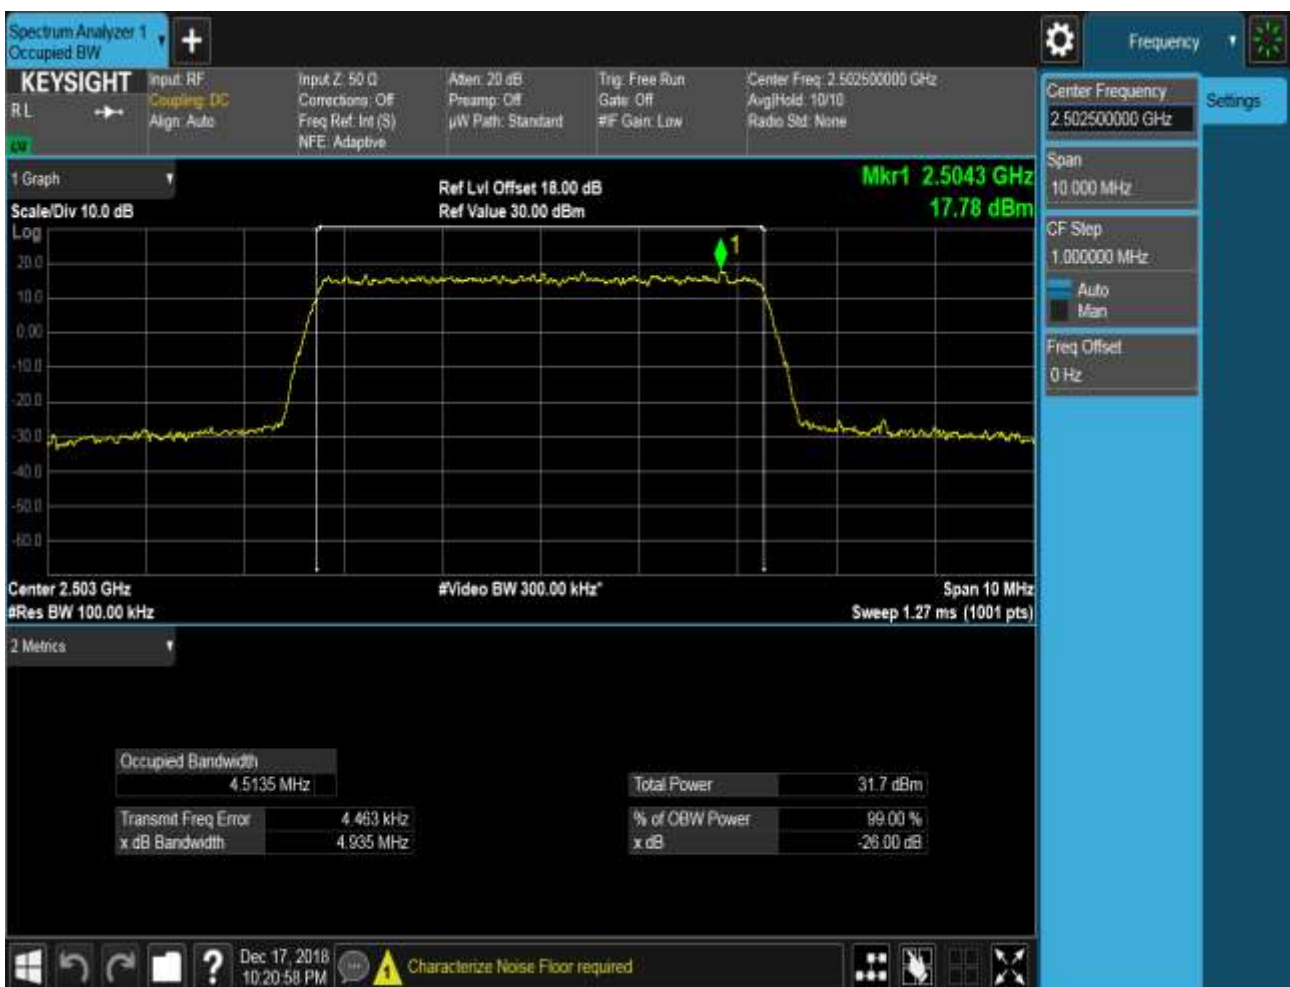 Spectrum Analyzer 1
Occupied BW
Frequency
KEYSIGHT
R L
Input: RF
Coupling: DC
Align: Auto
Input Z: 50 Ω
Corrections: Off
Freq Ref: Int (S)
NFE: Adaptive
Atten: 20 dB
Preamp: Off
µW Path: Standard
Trig: Free Run
Gate: Off
#IF Gain: Low
Center Freq: 2.502500000 GHz
Avg|Hold: 10/10
Radio Std: None
Center Frequency
2.502500000 GHz
Settings
Span
10.000 MHz
CF Step
1.000000 MHz
Auto
Man
Freq Offset
0 Hz
1 Graph
Scale/Div 10.0 dB
Ref Lvl Offset 18.00 dB
Ref Value 30.00 dBm
Mkr1 2.5043 GHz
17.78 dBm
Log
20.0
10.0
0.00
-10.0
-20.0
-30.0
-40.0
-50.0
-60.0
1
Center 2.503 GHz
#Res BW 100.00 kHz
#Video BW 300.00 kHz*
Span 10 MHz
Sweep 1.27 ms (1001 pts)
2 Metrics
Occupied Bandwidth
4.5135 MHz
Transmit Freq Error 4.463 kHz
x dB Bandwidth 4.935 MHz
Total Power 31.7 dBm
% of OBW Power 99.00 %
x dB -26.00 dB
Dec 17, 2018
10:20:58 PM
Characterize Noise Floor required